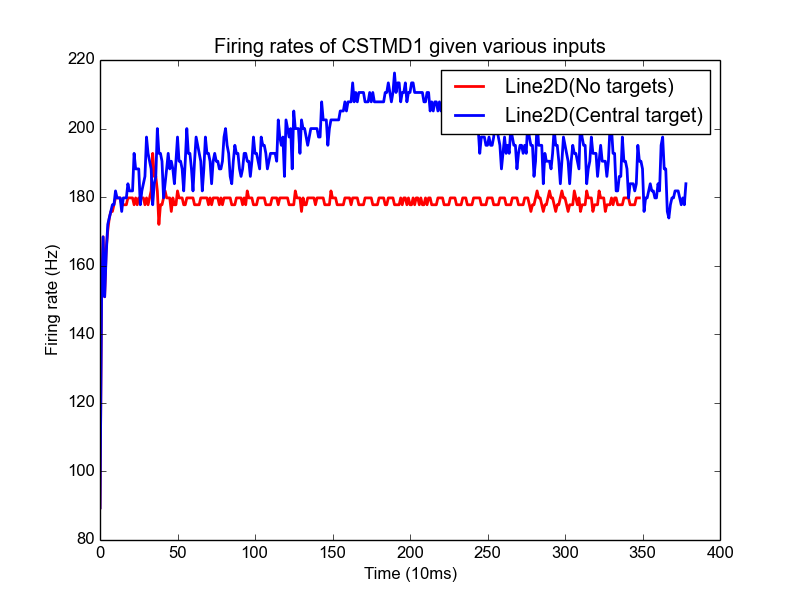 Firing rates of CSTMD1 given various inputs
Line2D(No targets)
Line2D(Central target)
220
200
180
160
140
120
100
80
Firing rate (Hz)
0 50 100 150 200 250 300 350 400
Time (10ms)